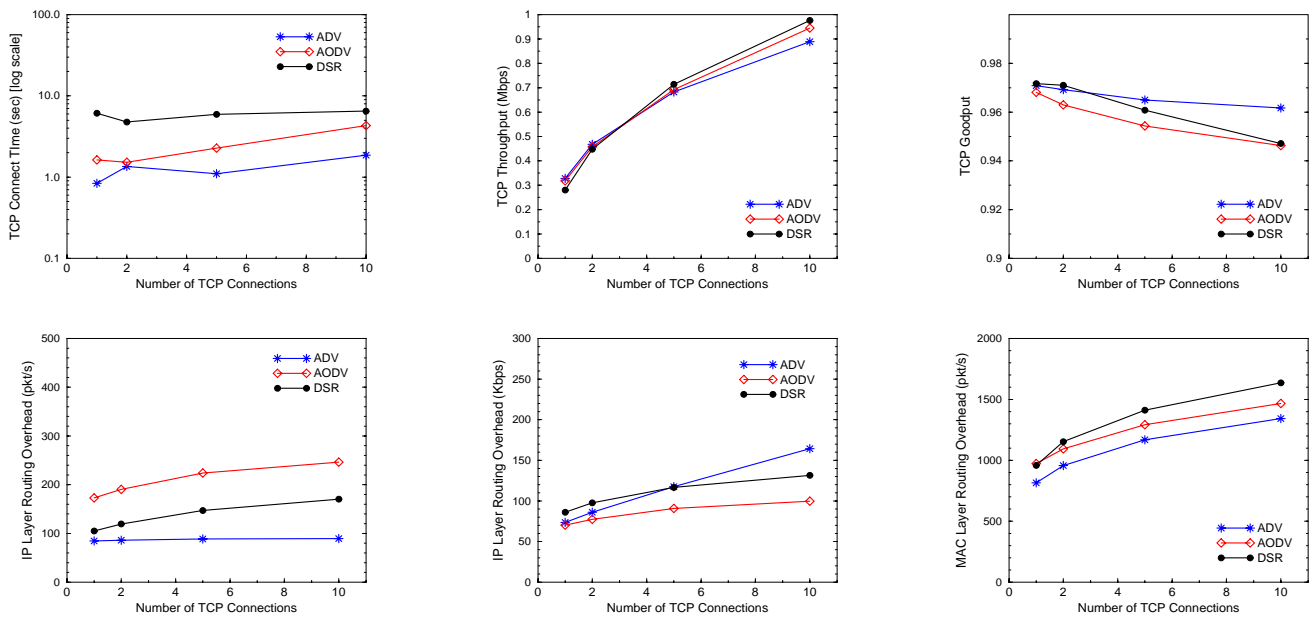 TCP Connect TIme (sec) [log scale]
100.0
10.0
1.0
0.1
0 2 4 6 8 10
Number of TCP Connections
ADV
AODV
DSR
TCP Throughput (Mbps)
1
0.9
0.8
0.7
0.6
0.5
0.4
0.3
0.2
0.1
0
0 2 4 6 8 10
Number of TCP Connections
ADV
AODV
DSR
TCP Goodput
0.98
0.96
0.94
0.92
0.9
0 2 4 6 8 10
Number of TCP Connections
ADV
AODV
DSR
IP Layer Routing Overhead (pkt/s)
500
400
300
200
100
0
0 2 4 6 8 10
Number of TCP Connections
ADV
AODV
DSR
IP Layer Routing Overhead (Kbps)
300
250
200
150
100
50
0
0 2 4 6 8 10
Number of TCP Connections
ADV
AODV
DSR
MAC Layer Routing Overhead (pkt/s)
2000
1500
1000
500
0
0 2 4 6 8 10
Number of TCP Connections
ADV
AODV
DSR